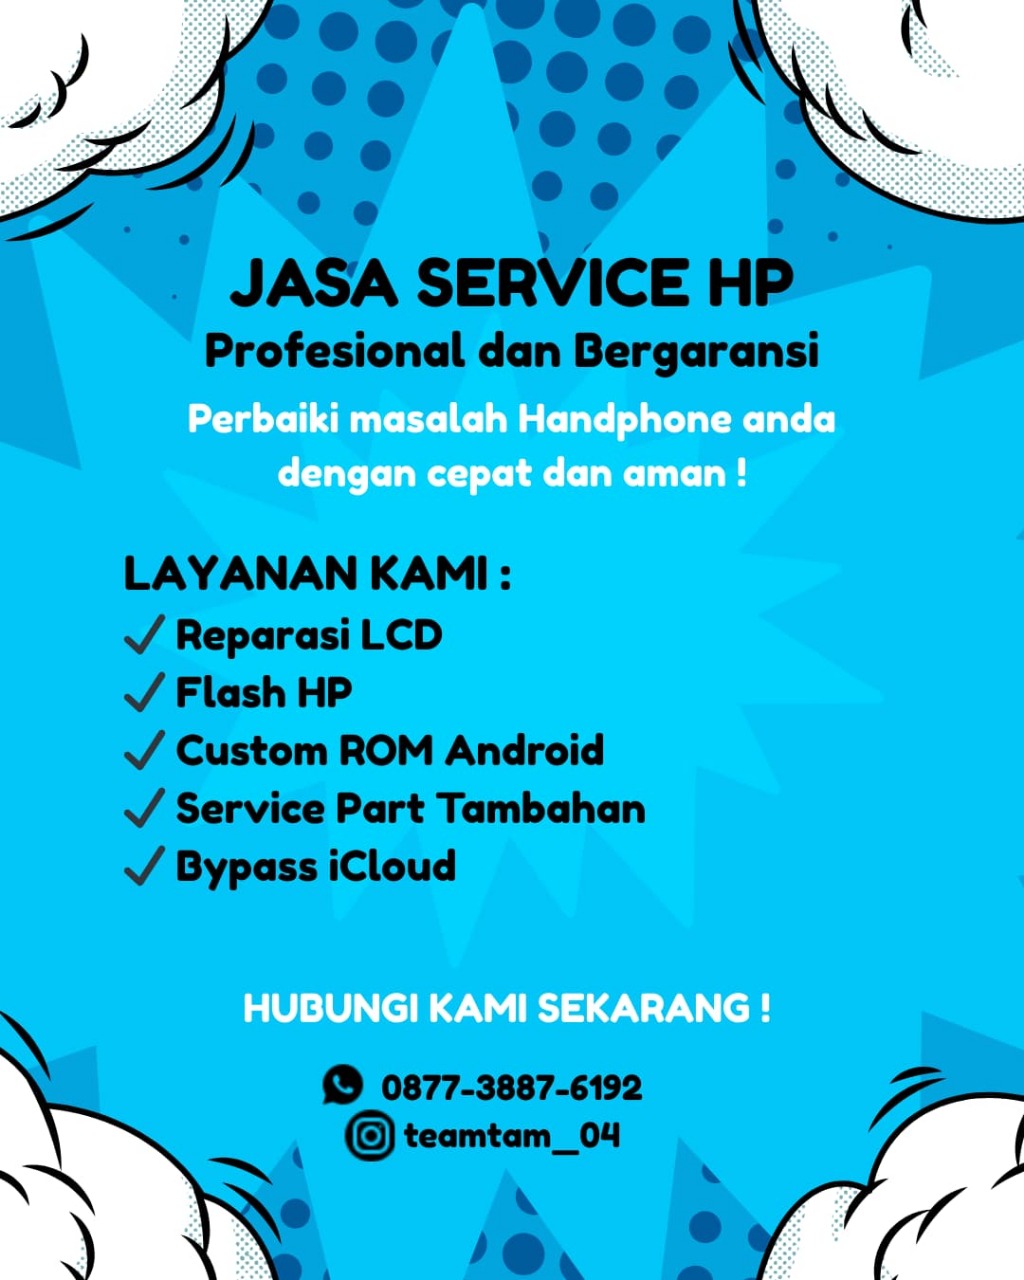 JASA SERVICE HP
Profesional dan Bergaransi
Perbaiki masalah Handphone anda
dengan cepat dan aman !
LAYANAN KAMI :
✓ Reparasi LCD
✓ Flash HP
✓ Custom ROM Android
✓ Service Part Tambahan
✓ Bypass iCloud
HUBUNGI KAMI SEKARANG !
0877-3887-6192
teamtam_04